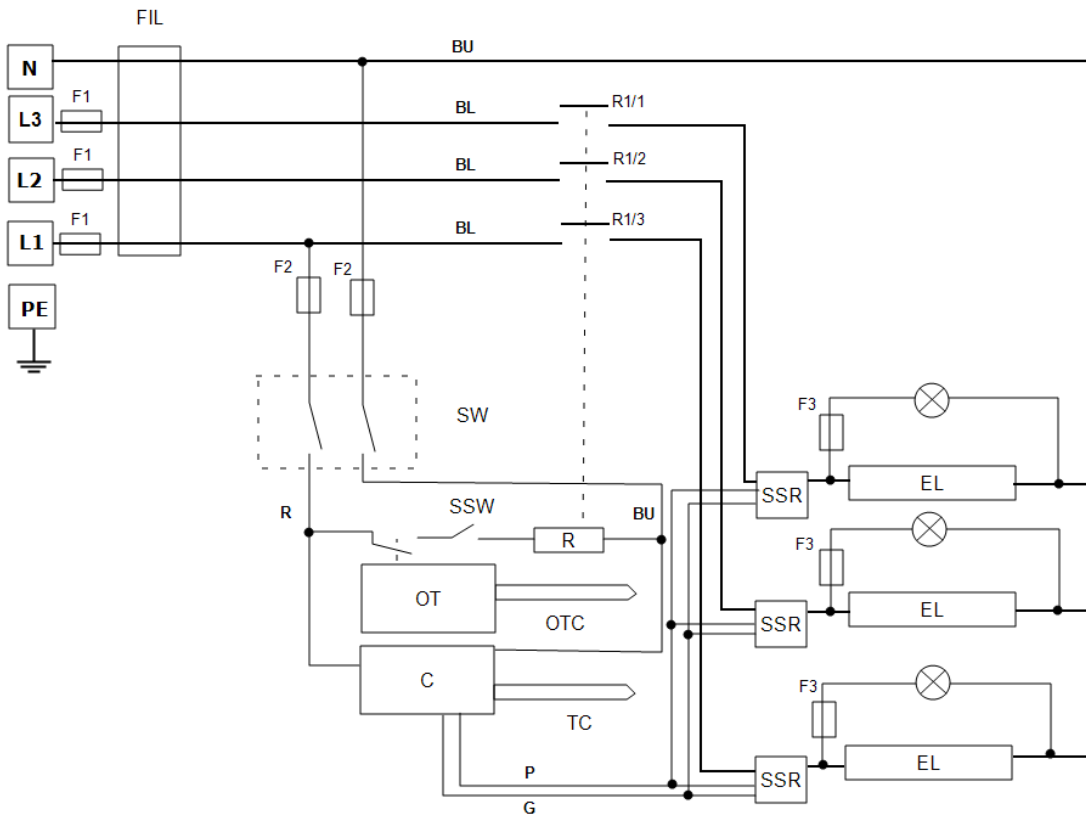 FIL
N
BU
F1
L3
BL
R1/1
F1
L2
BL
R1/2
F1
L1
BL
R1/3
F2
F2
PE
SW
F3
EL
SSR
R
SSW
BU
R
F3
OT
EL
OTC
SSR
C
F3
TC
EL
P
SSR
G